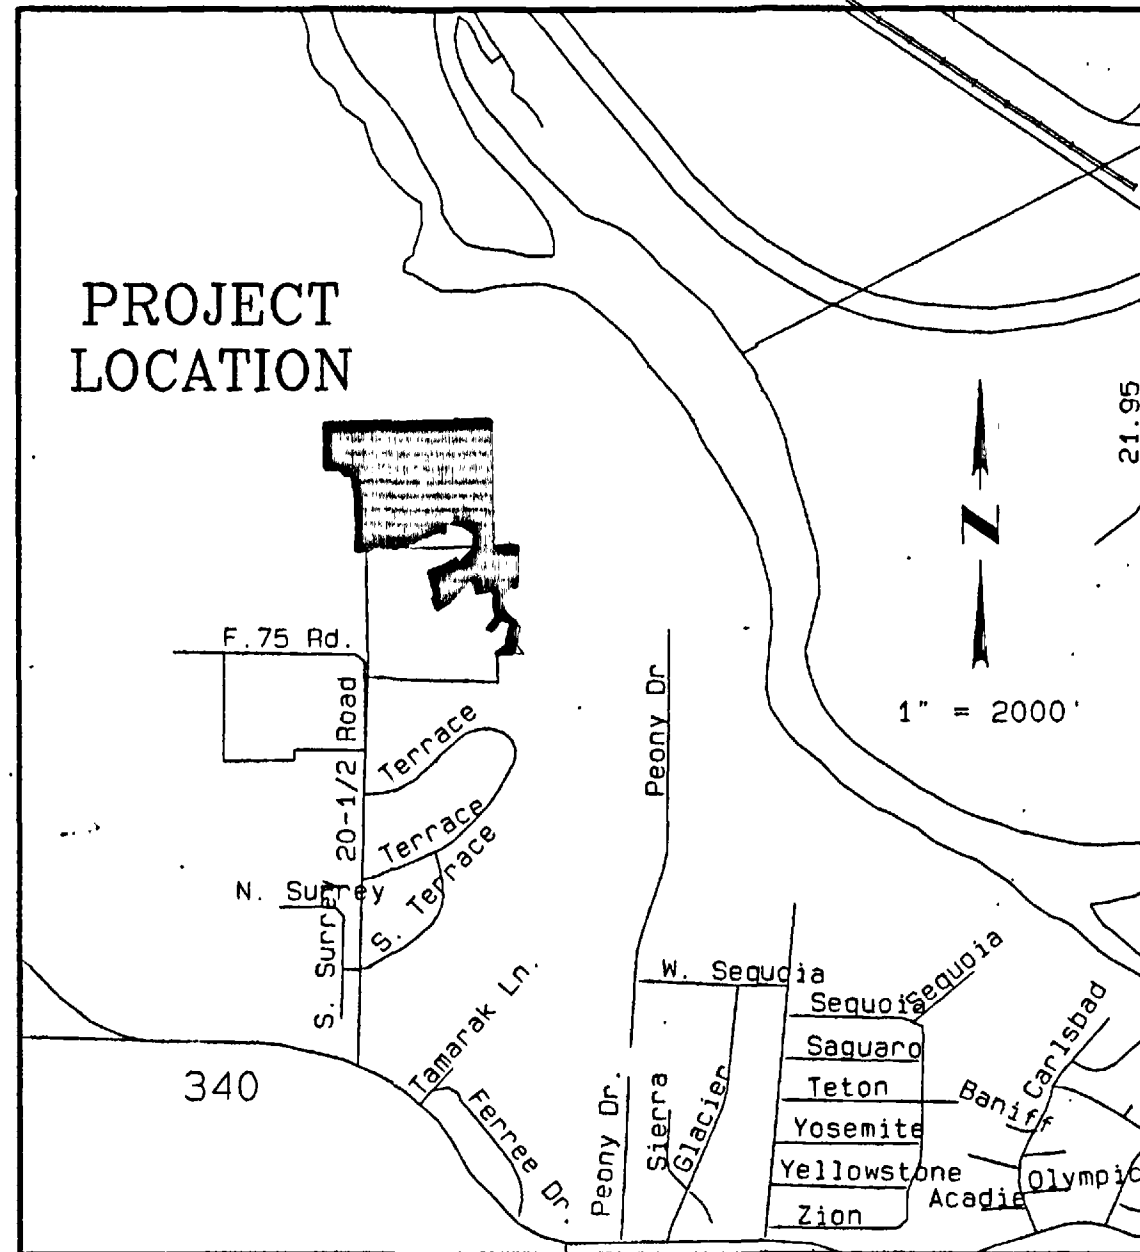 PROJECT
LOCATION
21.95
N
1" = 2000'
F.75 Rd.
20-1/2 Road
Terrace
Terrace
S. Terrace
Peony Dr
N. Surrey
S. Surrey
W. Sequoia
Sequoia
Sequoia
Saguaro
Teton
Yosemite
Yellowstone
Zion
Baniff
Carlsbad
Olympic
Acadie
Tamarak Ln.
340
Ferree Dr.
Peony Dr.
Sierra
Glacier